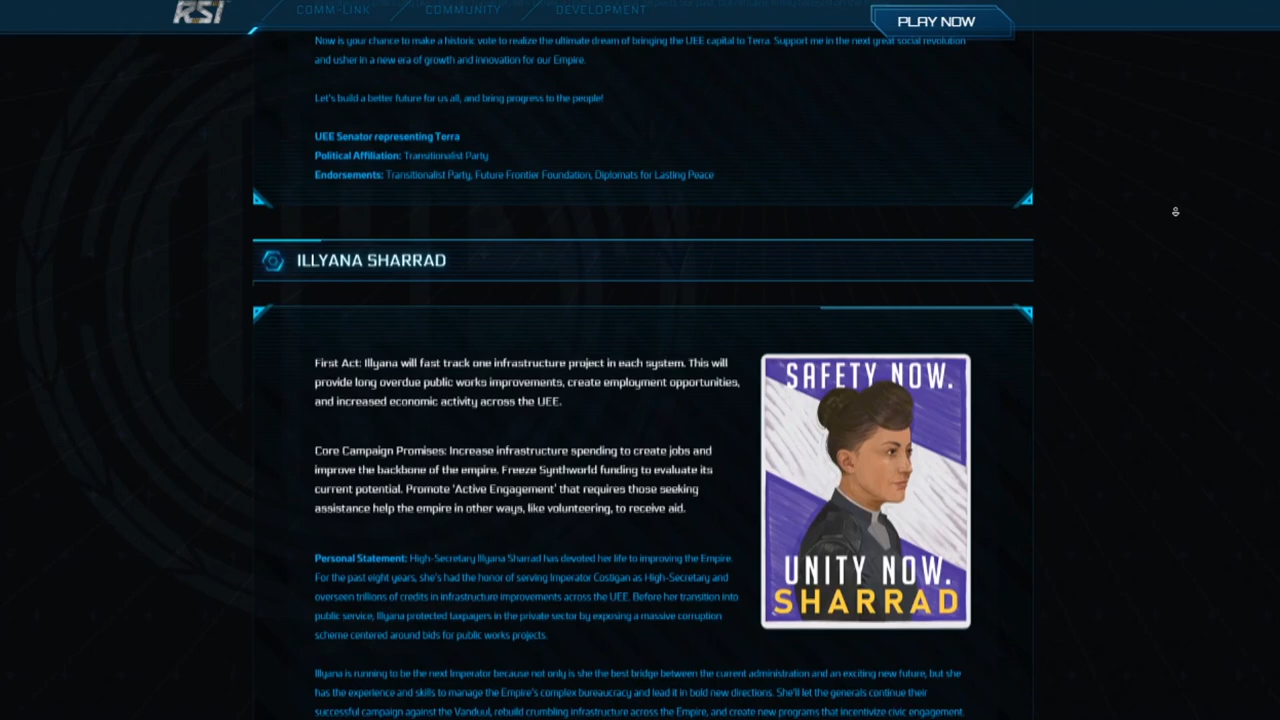 RSI
COMM-LINK
COMMUNITY
DEVELOPMENT
PLAY NOW
Now is your chance to make a historic vote to realize the ultimate dream of bringing the UEE capital to Terra. Support me in the next great social revolution
and usher in a new era of growth and innovation for our Empire.
Let's build a better future for us all, and bring progress to the people!
UEE Senator representing Terra
Political Affiliation: Transitionalist Party
Endorsements: Transitionalist Party, Future Frontier Foundation, Diplomats for Lasting Peace
ILLYANA SHARRAD
First Act: Illyana will fast track one infrastructure project in each system. This will
provide long overdue public works improvements, create employment opportunities,
and increased economic activity across the UEE.
Core Campaign Promises: Increase infrastructure spending to create jobs and
improve the backbone of the empire. Freeze Synthworld funding to evaluate its
current potential. Promote 'Active Engagement' that requires those seeking
assistance help the empire in other ways, like volunteering, to receive aid.
Personal Statement: High-Secretary Illyana Sharrad has devoted her life to improving the Empire.
For the past eight years, she's had the honor of serving Imperator Costigan as High-Secretary and
overseen trillions of credits in infrastructure improvements across the UEE. Before her transition into
public service, Illyana protected taxpayers in the private sector by exposing a massive corruption
scheme centered around bids for public works projects.
SAFETY NOW.
UNITY NOW.
SHARRAD
Illyana is running to be the next Imperator because not only is she the best bridge between the current administration and an exciting new future, but she
has the experience and skills to manage the Empire's complex bureaucracy and lead it in bold new directions. She'll let the generals continue their
successful campaign against the Vanduul, rebuild crumbling infrastructure across the Empire, and create new programs that incentivize civic engagement